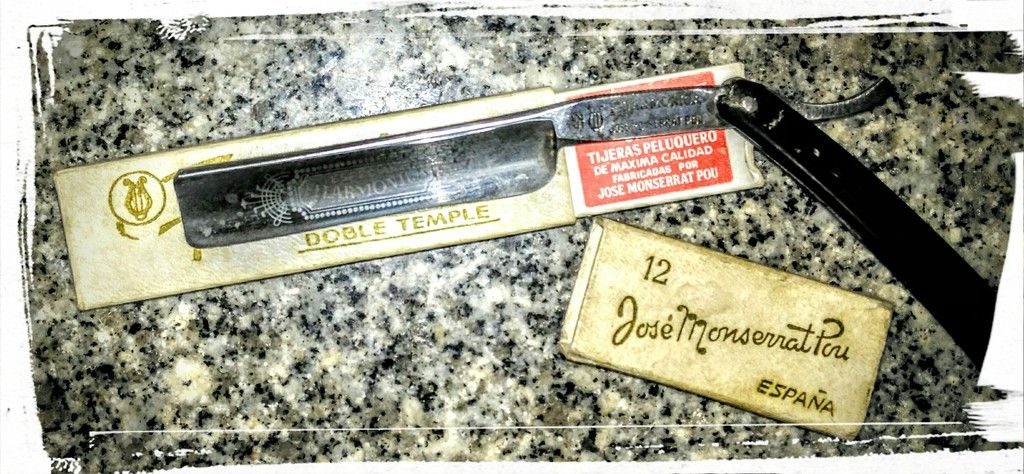 DOBLE TEMPLE
TIJERAS PELUQUERO
DE MAXIMA CALIDAD
FABRICADAS POR
JOSE MONSERRAT POU
12
José Monserrat Pou
ESPAÑA